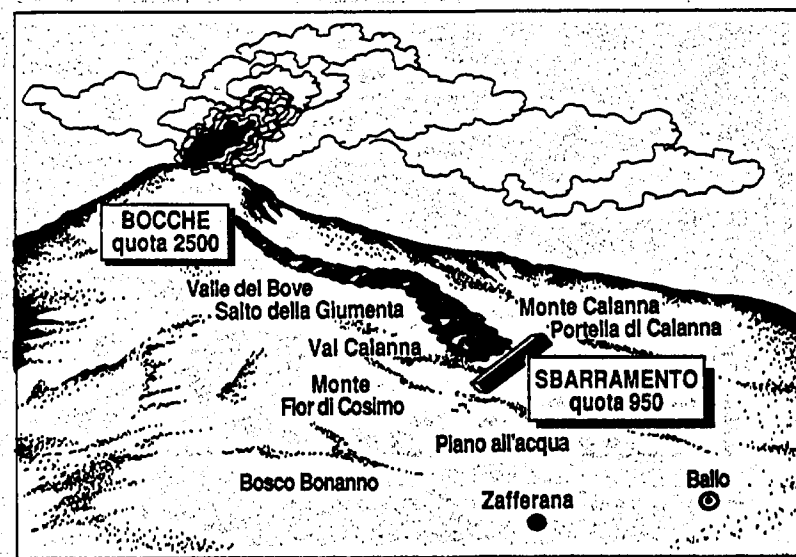 BOCCHE
quota 2500
Valle del Bove
Salto della Giumenta
Monte Calanna
Portella di Calanna
Val Calanna
SBARRAMENTO
quota 950
Monte
Fior di Cosimo
Piano all'acqua
Bosco Bonanno
Ballo
Zafferana